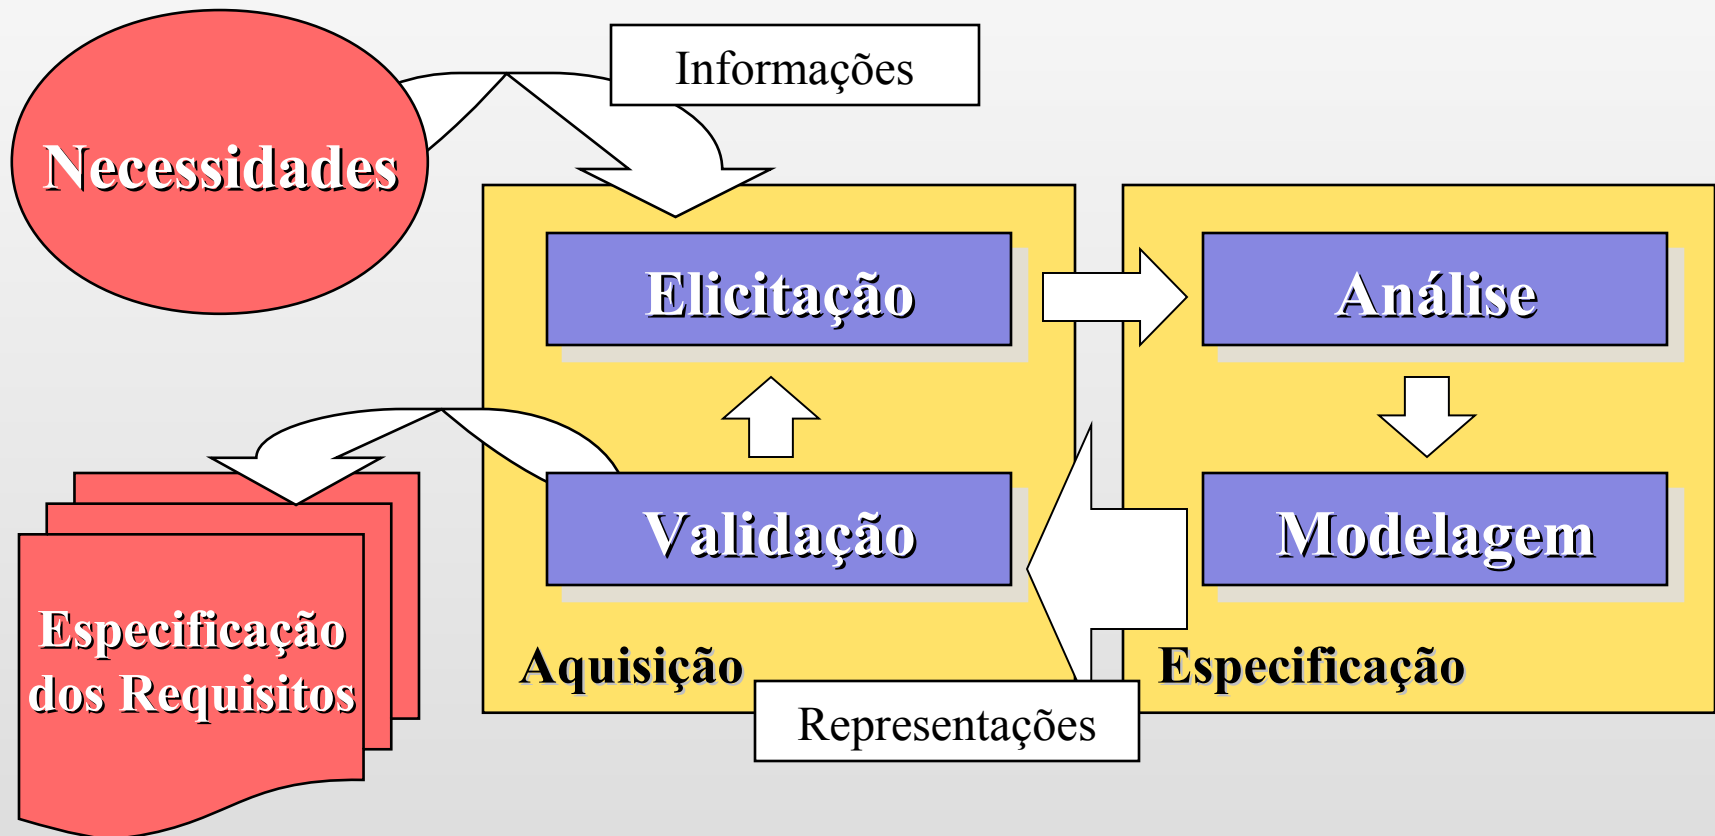 Informações
Necessidades
Elicitação
Análise
Validação
Modelagem
Especificação
dos Requisitos
Aquisição
Especificação
Representações